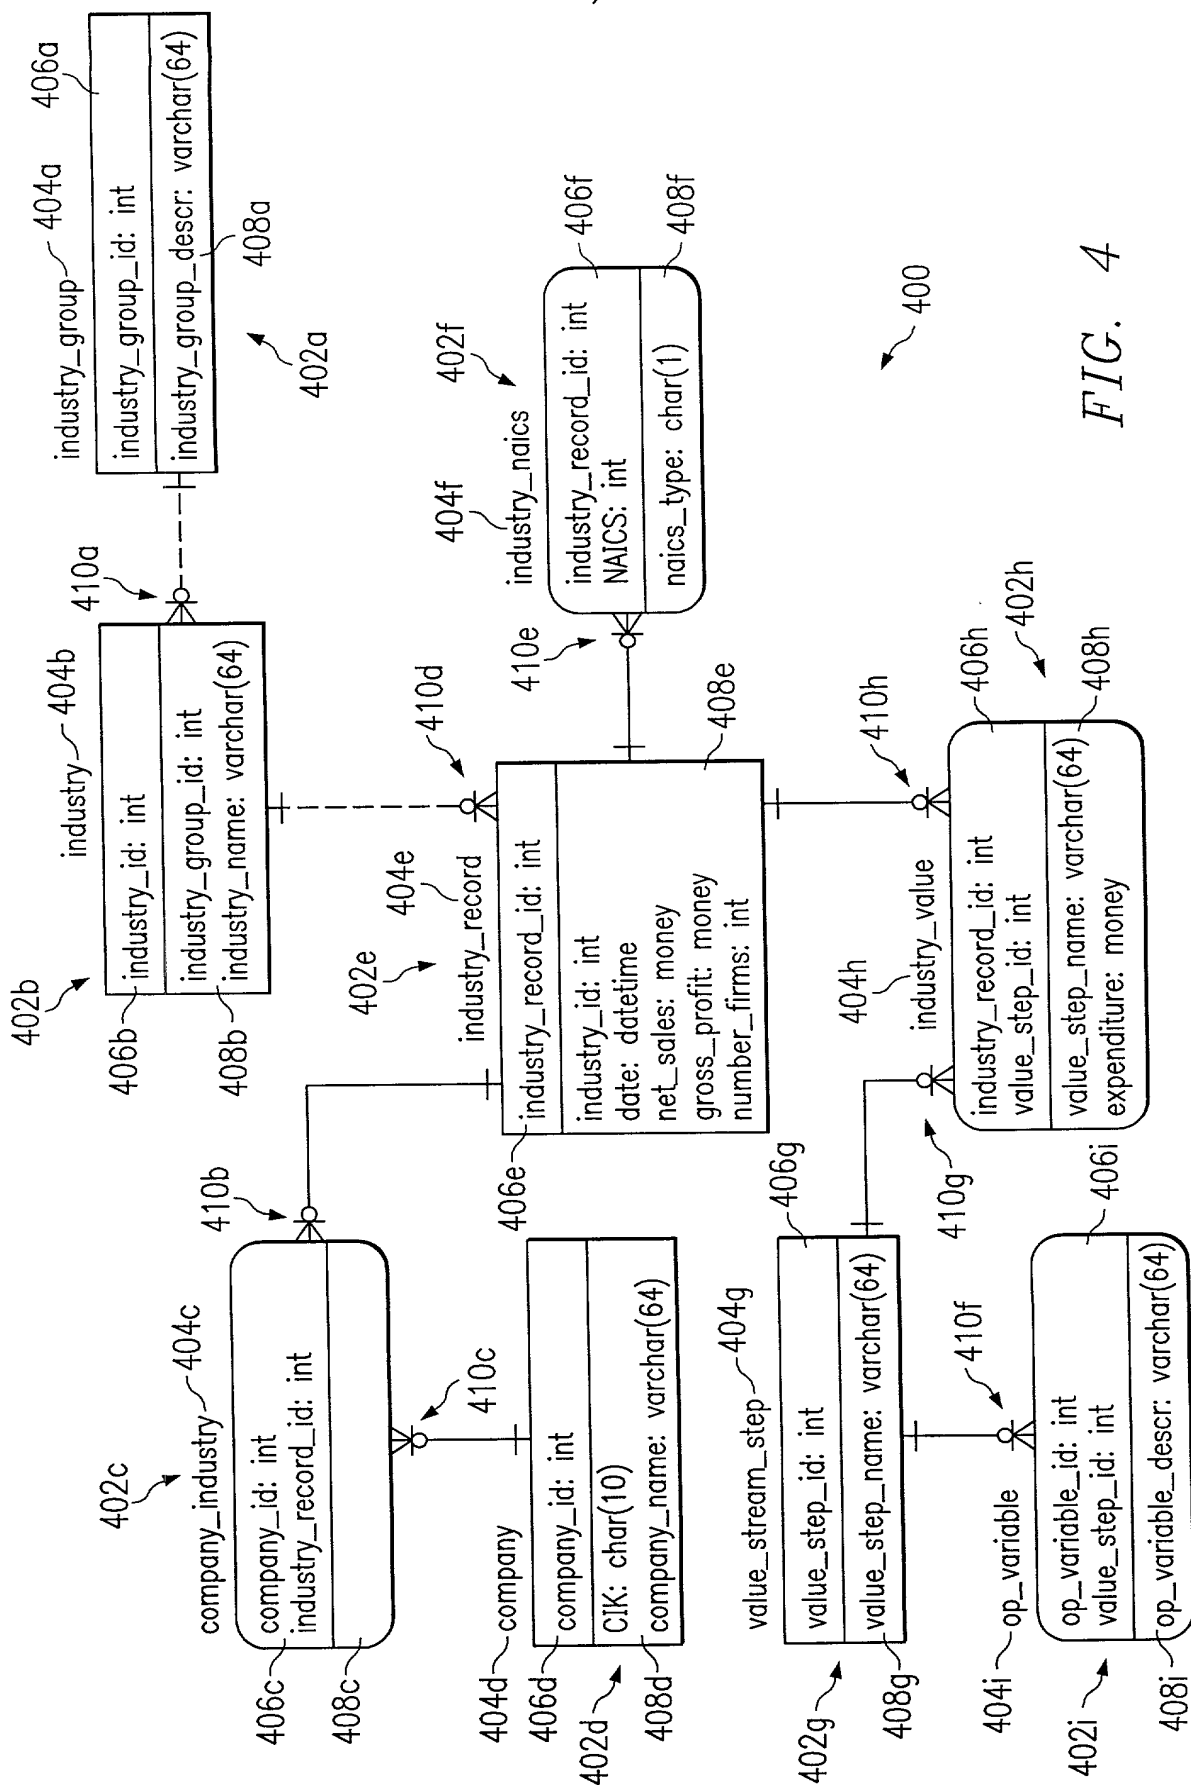 402c
company_industry
404c
406c
company_id: int
industry_record_id: int
408c
410b
410c
404d
company
406d
company_id: int
402d
CIK: char(10)
company_name: varchar(64)
408d
402b
industry
404b
406b
industry_id: int
industry_group_id: int
industry_name: varchar(64)
408b
410a
industry_group
404a
406a
industry_group_id: int
industry_group_descr: varchar(64)
408a
402a
402e
404e
industry_record
410d
406e
industry_record_id: int
industry_id: int
date: datetime
net_sales: money
gross_profit: money
number_firms: int
408e
410e
404f
industry_naics
402f
406f
industry_record_id: int
NAICS: int
naics_type: char(1)
408f
value_stream_step
404g
406g
value_step_id: int
value_step_name: varchar(64)
402g
408g
410g
410f
404i
op_variable
406i
op_variable_id: int
value_step_id: int
402i
op_variable_descr: varchar(64)
408i
410h
404h
industry_value
406h
402h
industry_record_id: int
value_step_id: int
value_step_name: varchar(64)
expenditure: money
408h
400
FIG. 4